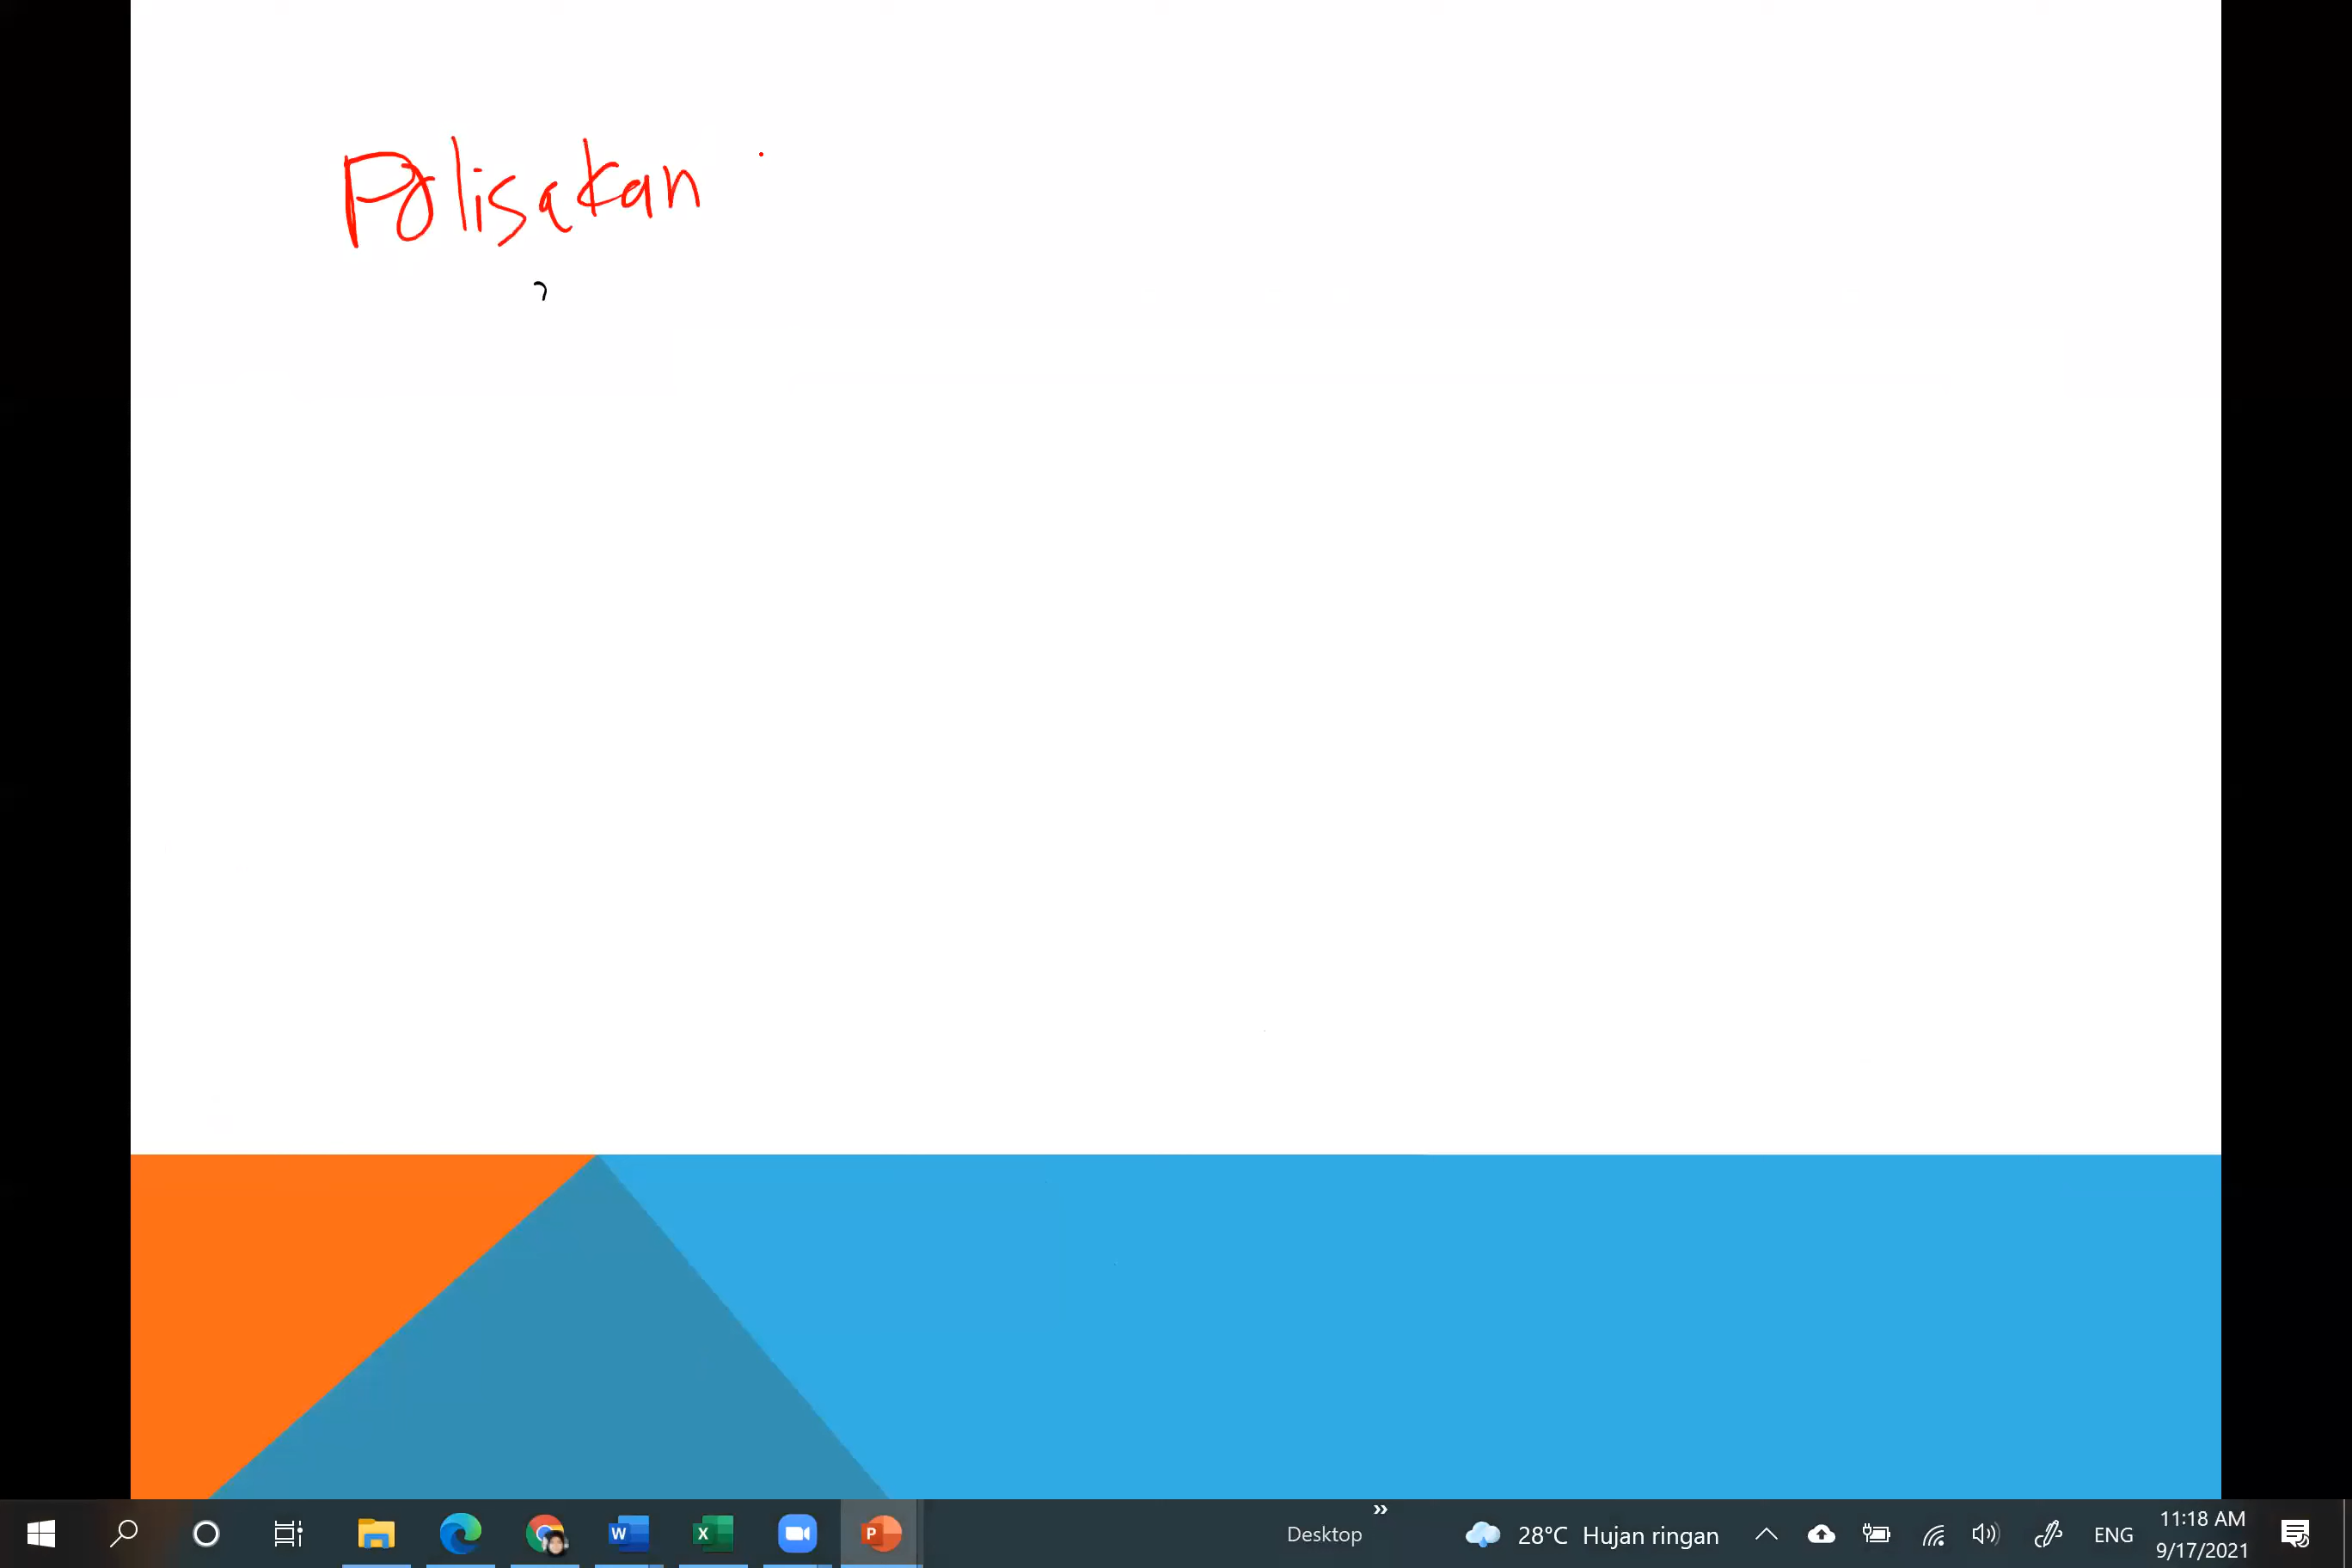 Polisakan
Desktop
28°C Hujan ringan
ENG
11:18 AM
9/17/2021